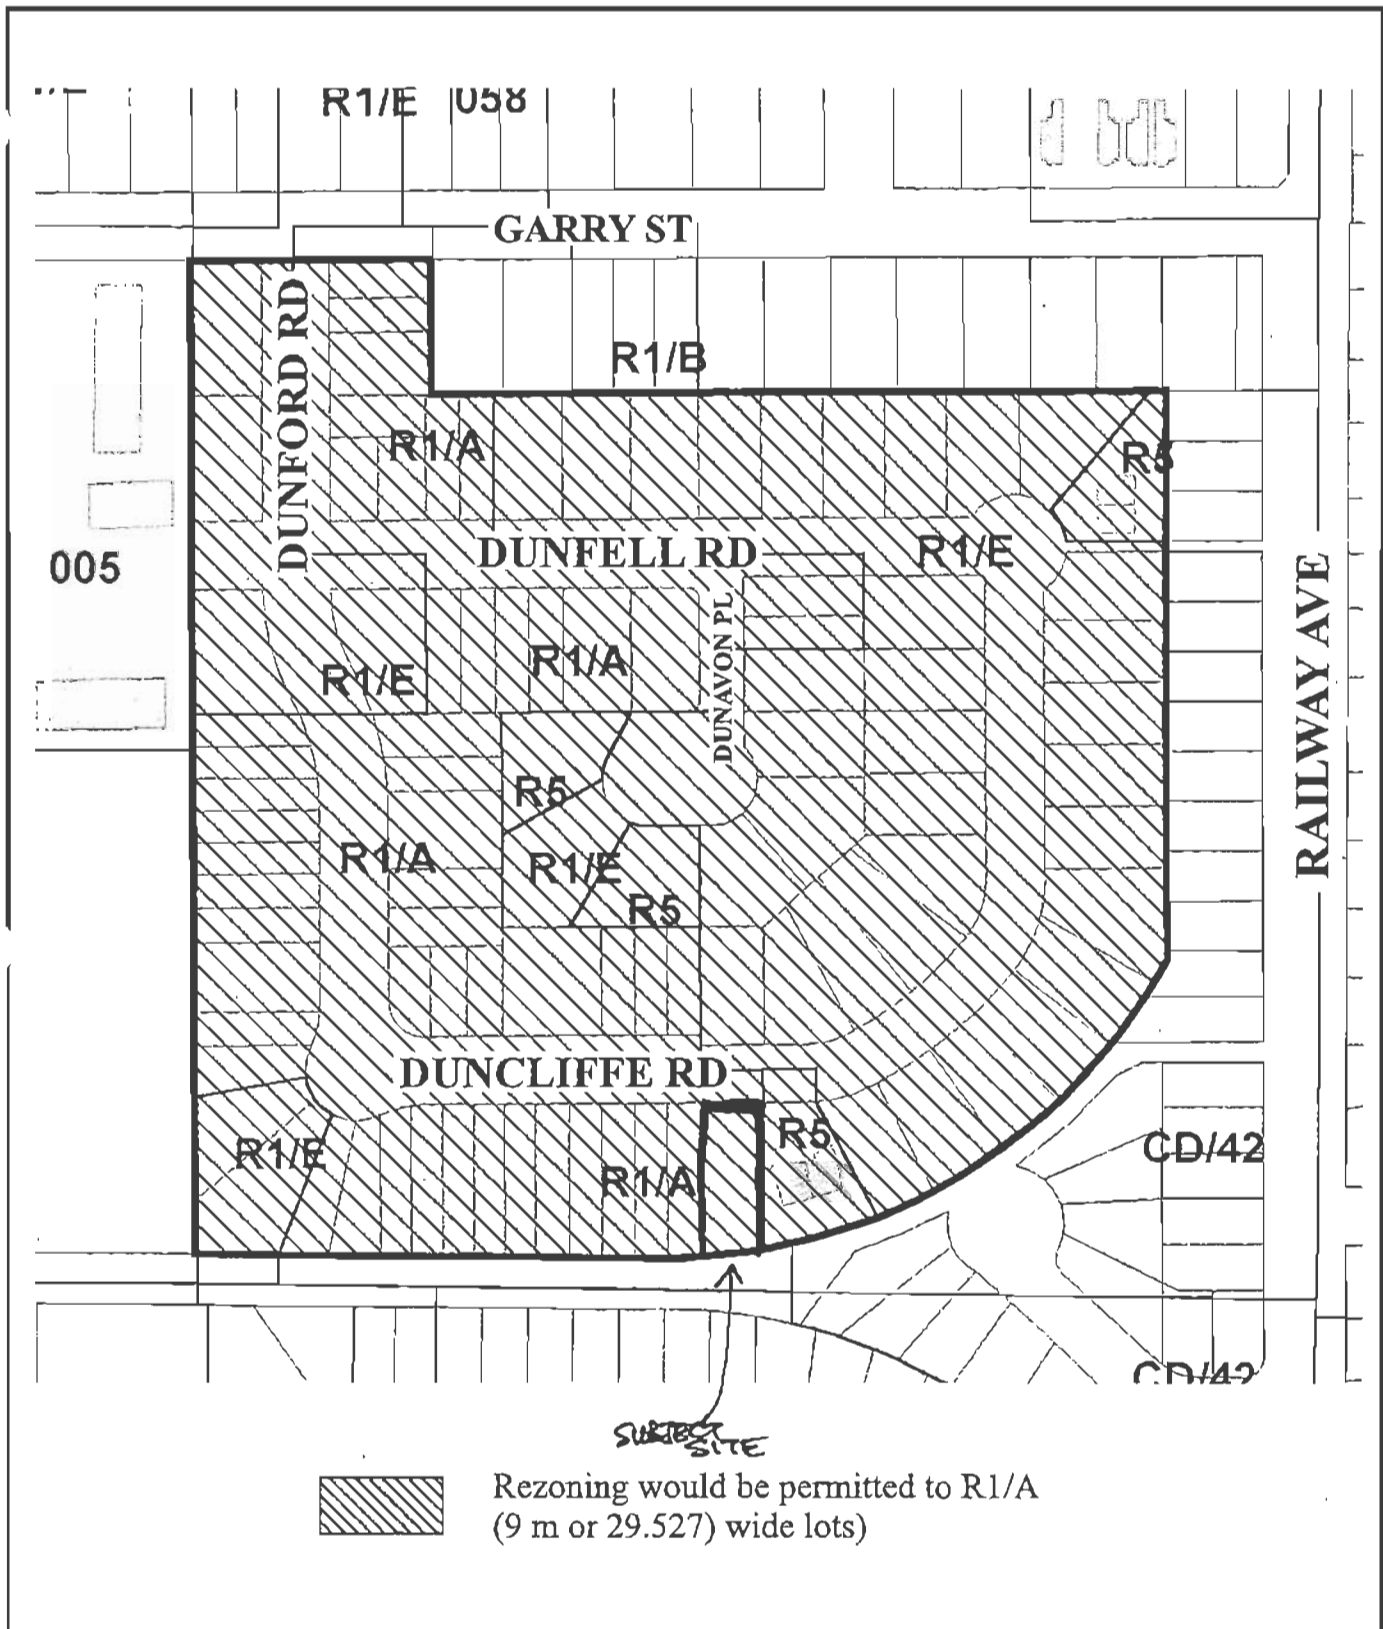 R1/E 058
GARRY ST
DUNFORD RD
R1/B
R1/A
R5
DUNFELL RD
R1/E
005
DUNAVON PL
R1/A
R1/E
RAILWAY AVE
R5
R1/A
R1/E
R5
DUNCLIFFE RD
R5
CD/42
R1/E
R1/A
CD/42
SUBJECT
SITE
Rezoning would be permitted to R1/A
(9 m or 29.527) wide lots)